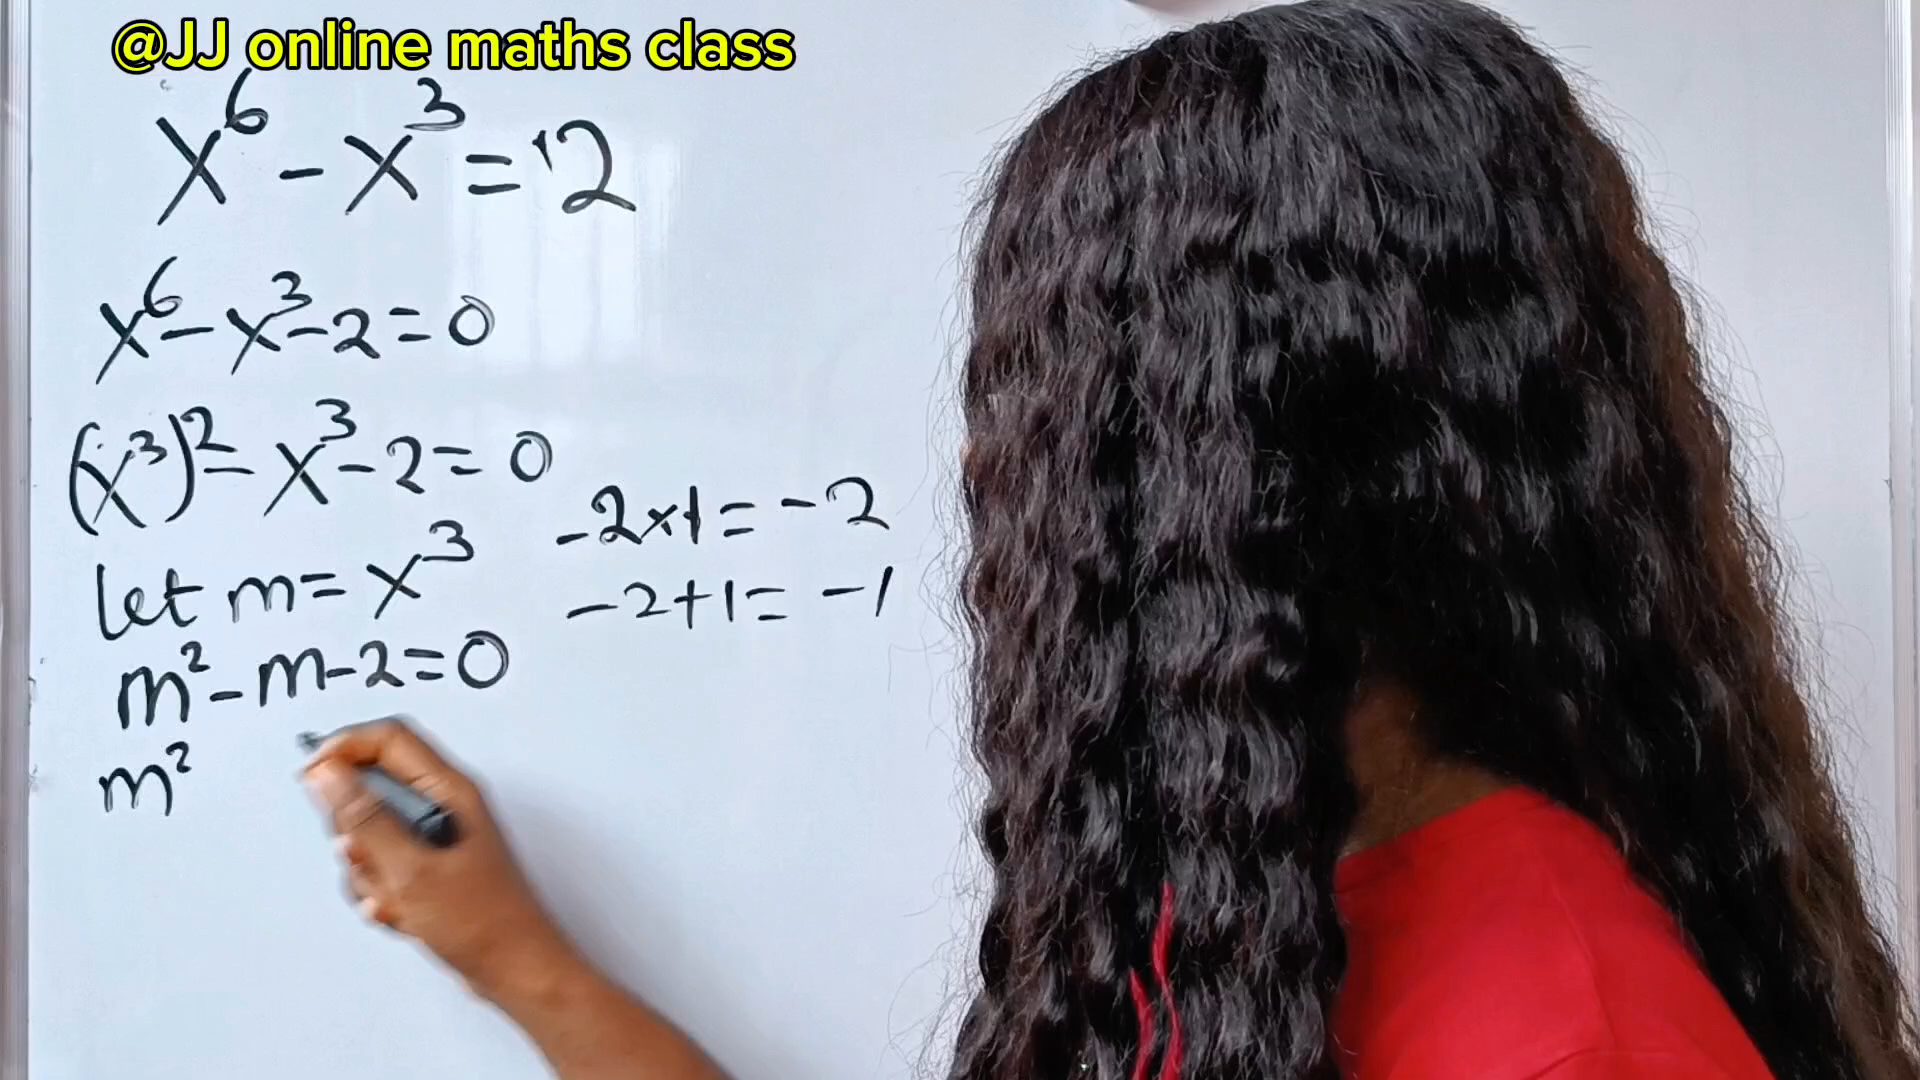 @JJ online maths class
x⁶ - x³ = 2
x⁶ - x³ - 2 = 0
(x³)² - x³ - 2 = 0
-2×1 = -2
let m = x³
-2+1 = -1
m² - m - 2 = 0
m²